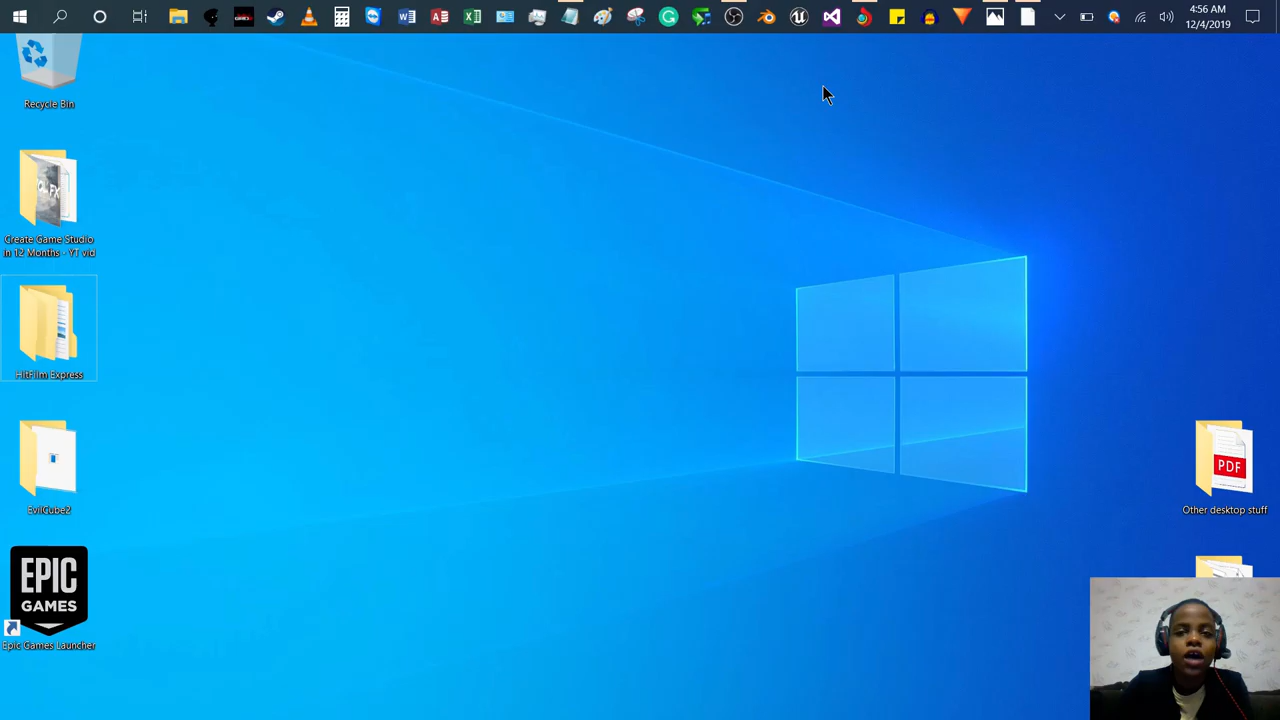 4:56 AM
12/4/2019
Recycle Bin
Create Game Studio
in 12 Months - YT vid
HitFilm Express
EvilCube2
EPIC
GAMES
Epic Games Launcher
PDF
Other desktop stuff